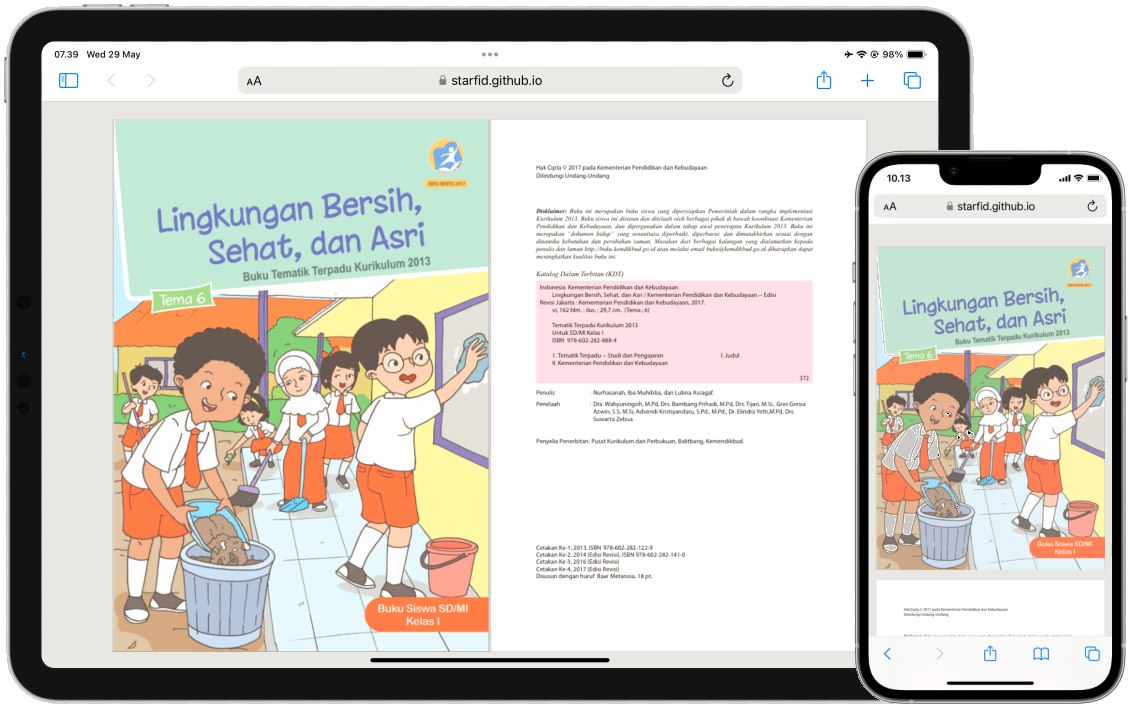 07.39 Wed 29 May
98%
AA
starfid.github.io
EDISI REVISI 2017
Lingkungan Bersih,
Sehat, dan Asri
Buku Tematik Terpadu Kurikulum 2013
Tema 6
Buku Siswa SD/MI
Kelas I
Hak Cipta © 2017 pada Kementerian Pendidikan dan Kebudayaan
Dilindungi Undang-Undang
Disklaimer: Buku ini merupakan buku siswa yang dipersiapkan Pemerintah dalam rangka implementasi
Kurikulum 2013. Buku siswa ini disusun dan ditelaah oleh berbagai pihak di bawah koordinasi Kementerian
Pendidikan dan Kebudayaan, dan dipergunakan dalam tahap awal penerapan Kurikulum 2013. Buku ini
merupakan “dokumen hidup” yang senantiasa diperbaiki, diperbarui, dan dimutakhirkan sesuai dengan
dinamika kebutuhan dan perubahan zaman. Masukan dari berbagai kalangan yang dialamatkan kepada
penulis dan laman http://buku.kemdikbud.go.id atau melalui email buku@kemdikbud.go.id diharapkan dapat
meningkatkan kualitas buku ini.
Katalog Dalam Terbitan (KDT)
Indonesia. Kementerian Pendidikan dan Kebudayaan.
Lingkungan Bersih, Sehat, dan Asri / Kementerian Pendidikan dan Kebudayaan.-- Edisi
Revisi Jakarta : Kementerian Pendidikan dan Kebudayaan, 2017.
vi, 162 hlm. : ilus. ; 29,7 cm. (Tema ; 6)
Tematik Terpadu Kurikulum 2013
Untuk SD/MI Kelas I
ISBN 978-602-282-888-4
1. Tematik Terpadu -- Studi dan Pengajaran I. Judul
II. Kementerian Pendidikan dan Kebudayaan
372
Penulis : Nurhasanah, Iba Muhibba, dan Lubna Assagaf.
Penelaah : Dra. Wahyuningsih, M.Pd, Drs. Bambang Prihadi, M.Pd, Drs. Tijan, M.Si., Gres Gresia
Azwin, S.S, M.Si, Advendi Kristiyandaru, S.Pd., M.Pd., Dr. Elindra Yetti,M.Pd, Drs.
Suwarta Zebua
Penyelia Penerbitan: Pusat Kurikulum dan Perbukuan, Balitbang, Kemendikbud.
Cetakan Ke-1, 2013, ISBN 978-602-282-122-9
Cetakan Ke-2, 2014 (Edisi Revisi), ISBN 978-602-282-141-0
Cetakan Ke-3, 2016 (Edisi Revisi)
Cetakan Ke-4, 2017 (Edisi Revisi)
Disusun dengan huruf Baar Metanoia, 18 pt.
10.13
AA
starfid.github.io
Lingkungan Bersih,
Sehat, dan Asri
Buku Tematik Terpadu Kurikulum 2013
Tema 6
Buku Siswa SD/MI
Kelas I
Hak Cipta © 2017 pada Kementerian Pendidikan dan Kebudayaan
Dilindungi Undang-Undang